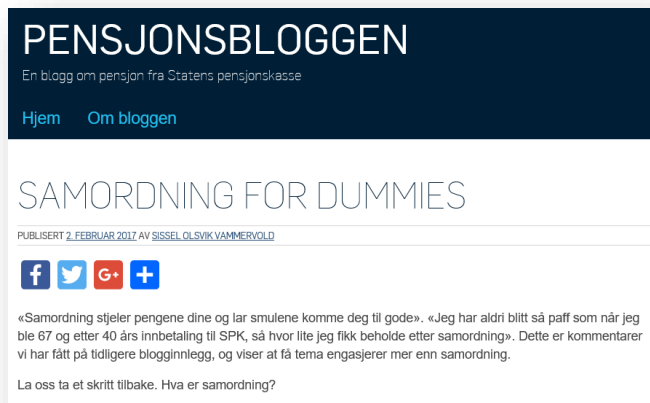 PENSJONSBLOGGEN
En blogg om pensjon fra Statens pensjonskasse
Hjem Om bloggen
SAMORDNING FOR DUMMIES
PUBLISERT 2. FEBRUAR 2017 AV SISSEL OLSVIK VAMMERVOLD
«Samordning stjeler pengene dine og lar smulene komme deg til gode». «Jeg har aldri blitt så paff som når jeg
ble 67 og etter 40 års innbetaling til SPK, så hvor lite jeg fikk beholde etter samordning». Dette er kommentarer
vi har fått på tidligere blogginnlegg, og viser at få tema engasjerer mer enn samordning.
La oss ta et skritt tilbake. Hva er samordning?